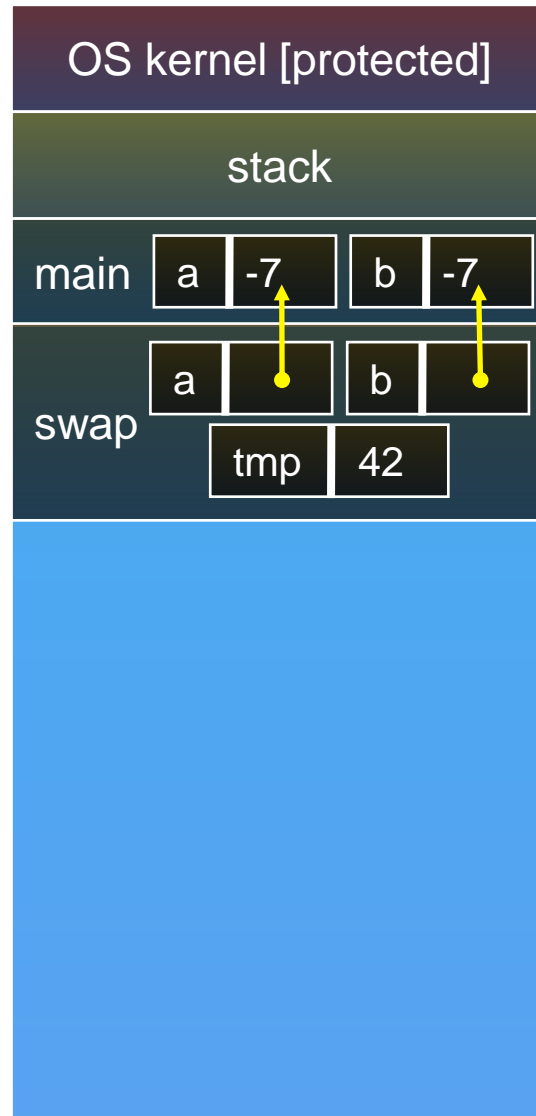 OS kernel [protected]
stack
main a -7 b -7
a b
swap
tmp 42